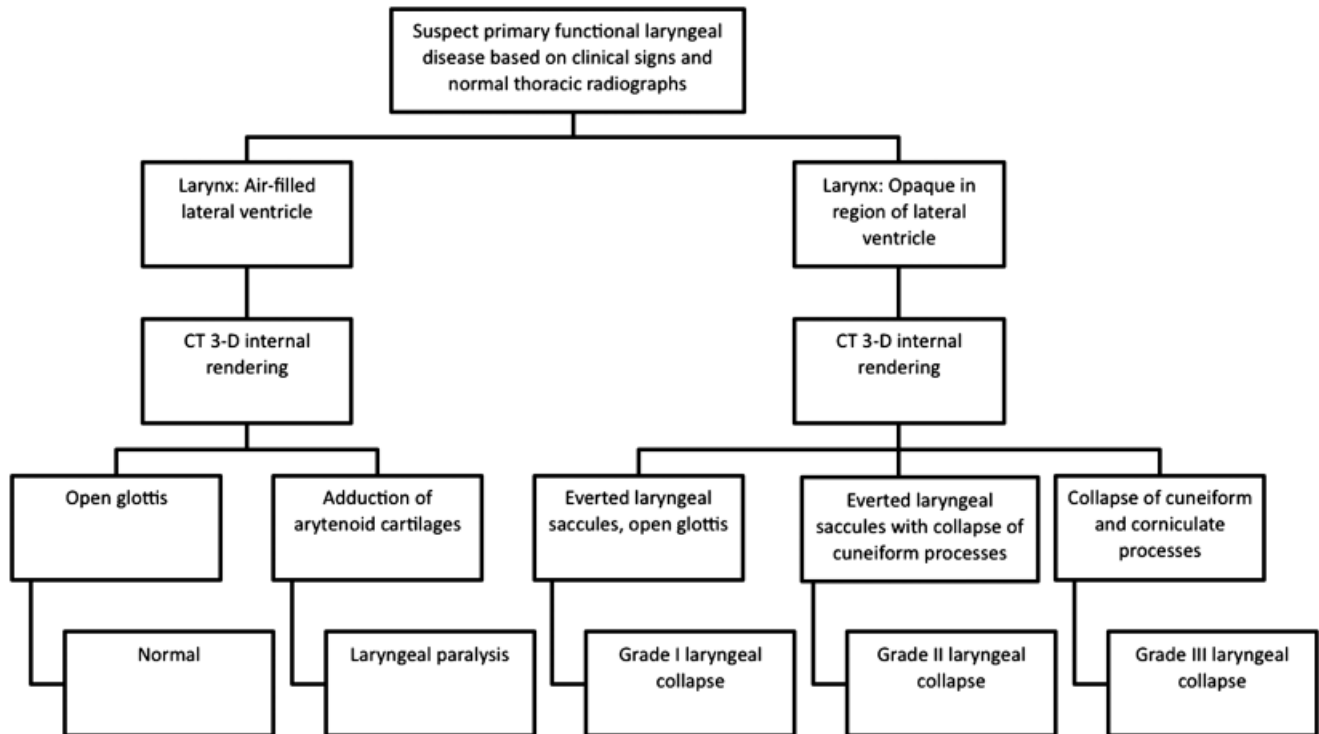 Suspect primary functional laryngeal
disease based on clinical signs and
normal thoracic radiographs
Larynx: Air-filled
lateral ventricle
Larynx: Opaque in
region of lateral
ventricle
CT 3-D internal
rendering
CT 3-D internal
rendering
Open glottis
Adduction of
arytenoid cartilages
Everted laryngeal
saccules, open glottis
Everted laryngeal
saccules with collapse of
cuneiform processes
Collapse of cuneiform
and corniculate
processes
Normal
Laryngeal paralysis
Grade I laryngeal
collapse
Grade II laryngeal
collapse
Grade III laryngeal
collapse